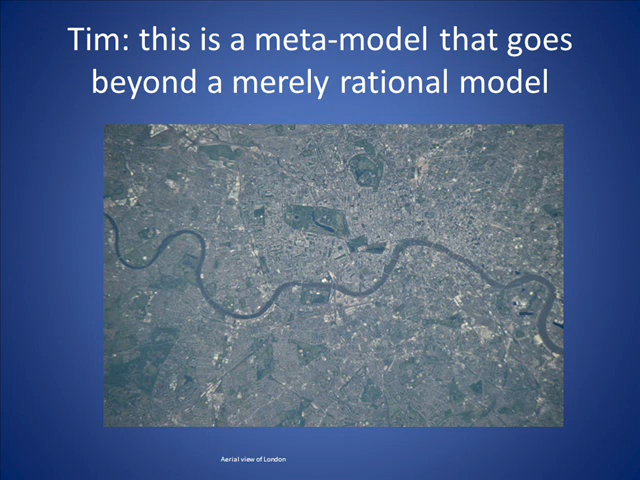 Tim: this is a meta-model that goes
beyond a merely rational model
Aerial view of London